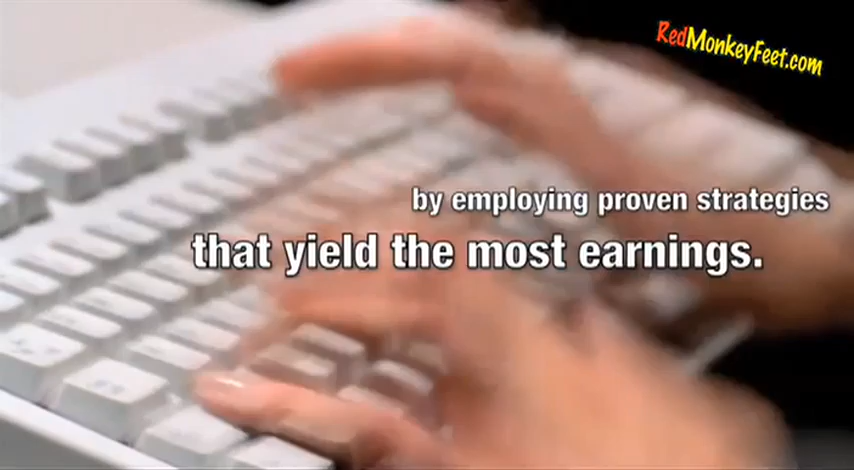 RedMonkeyFeet.com
by employing proven strategies
that yield the most earnings.